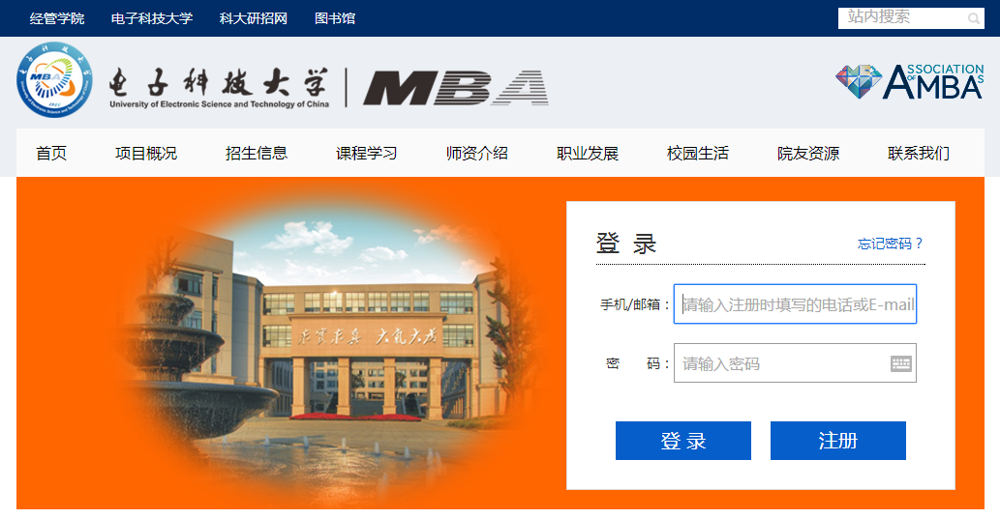 经管学院 电子科技大学 科大研招网 图书馆 站内搜索
电子科技大学 MBA
University of Electronic Science and Technology of China
MBA
ASSOCIATION OF MBAS
首页 项目概况 招生信息 课程学习 师资介绍 职业发展 校园生活 院友资源 联系我们
求实求真 大气大为
登 录 忘记密码？
手机/邮箱： 请输入注册时填写的电话或E-mail
密 码： 请输入密码
登 录 注册